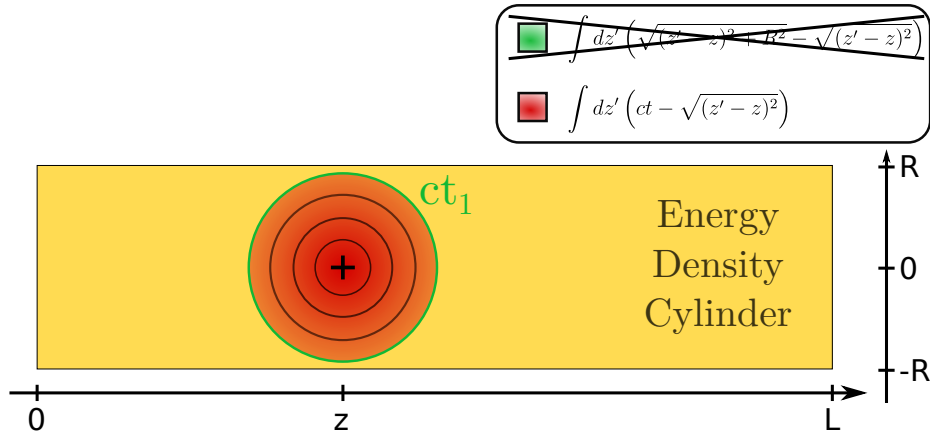 ∫ dz′ (√((z′ − z)² + R²) − √((z′ − z)²))
∫ dz′ (ct − √((z′ − z)²))
ct₁
Energy
Density
Cylinder
R
0
-R
0 z L